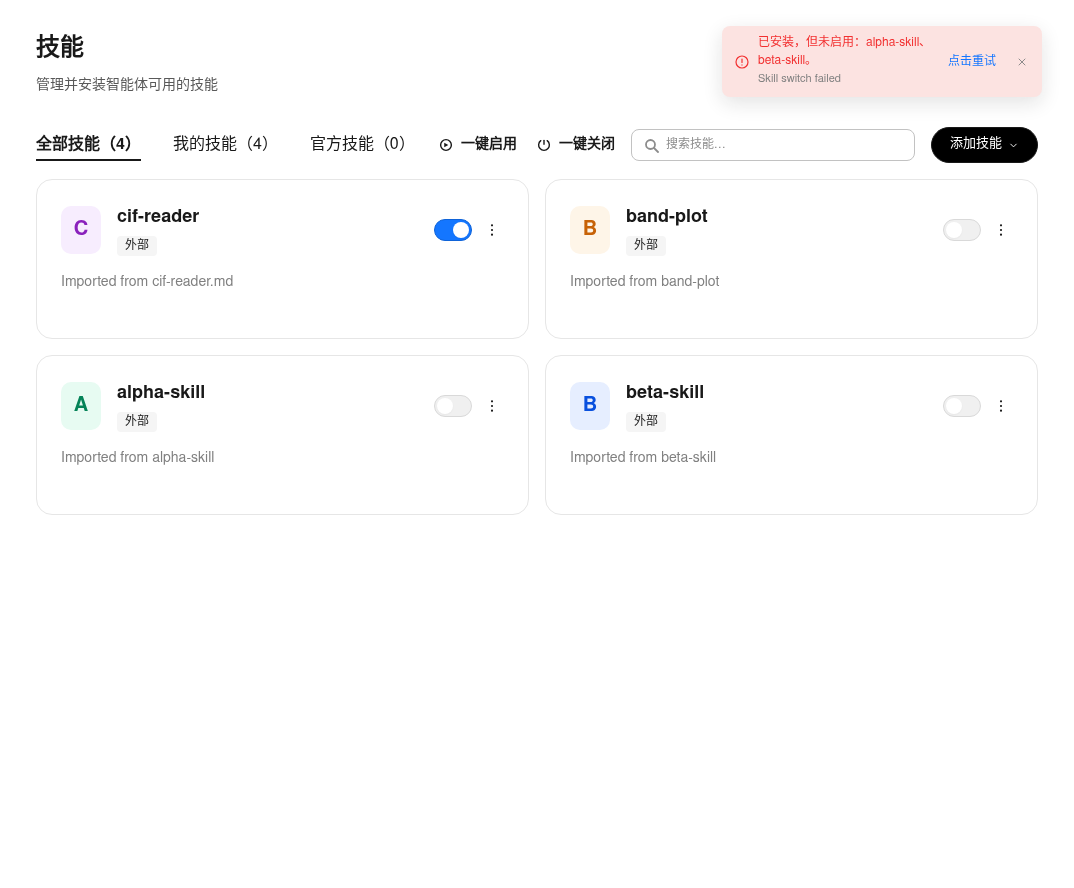 技能
管理并安装智能体可用的技能
已安装，但未启用：alpha-skill、
beta-skill。
Skill switch failed
点击重试
全部技能（4）
我的技能（4）
官方技能（0）
一键启用
一键关闭
搜索技能...
添加技能
C
cif-reader
外部
Imported from cif-reader.md
B
band-plot
外部
Imported from band-plot
A
alpha-skill
外部
Imported from alpha-skill
B
beta-skill
外部
Imported from beta-skill